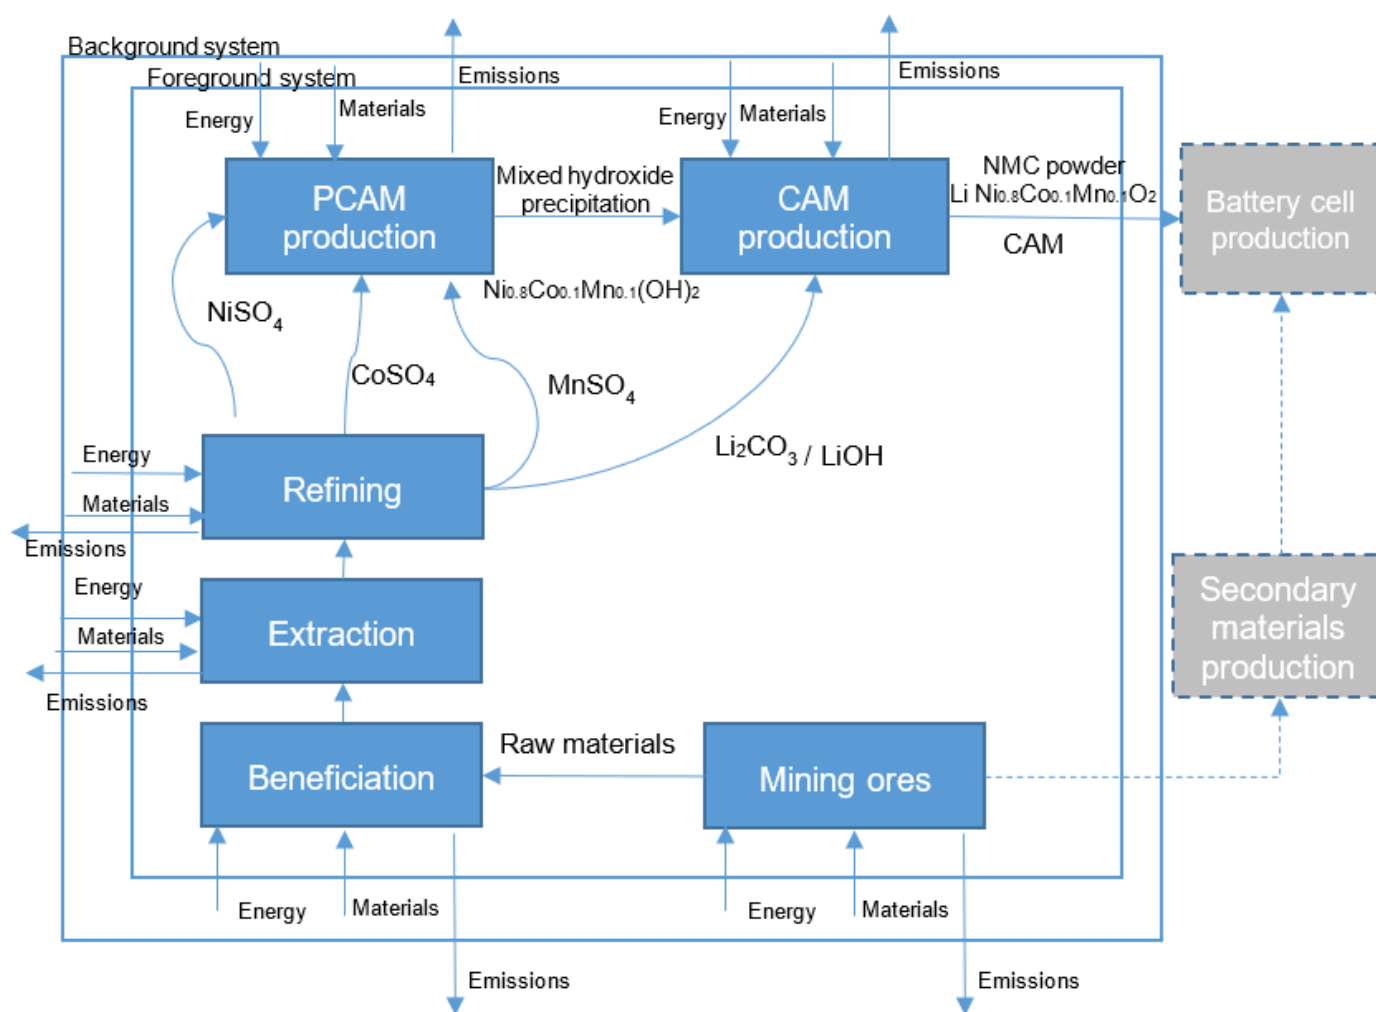 Background system
Foreground system
Emissions
Emissions
Energy
Materials
Energy
Materials
PCAM
production
Mixed hydroxide
precipitation
CAM
production
NMC powder
Li Ni₀.₈Co₀.₁Mn₀.₁O₂
CAM
Battery cell
production
Ni₀.₈Co₀.₁Mn₀.₁(OH)₂
NiSO₄
CoSO₄
MnSO₄
Li₂CO₃ / LiOH
Energy
Materials
Emissions
Refining
Energy
Materials
Emissions
Extraction
Secondary
materials
production
Beneficiation
Raw materials
Mining ores
Energy
Materials
Energy
Materials
Emissions
Emissions